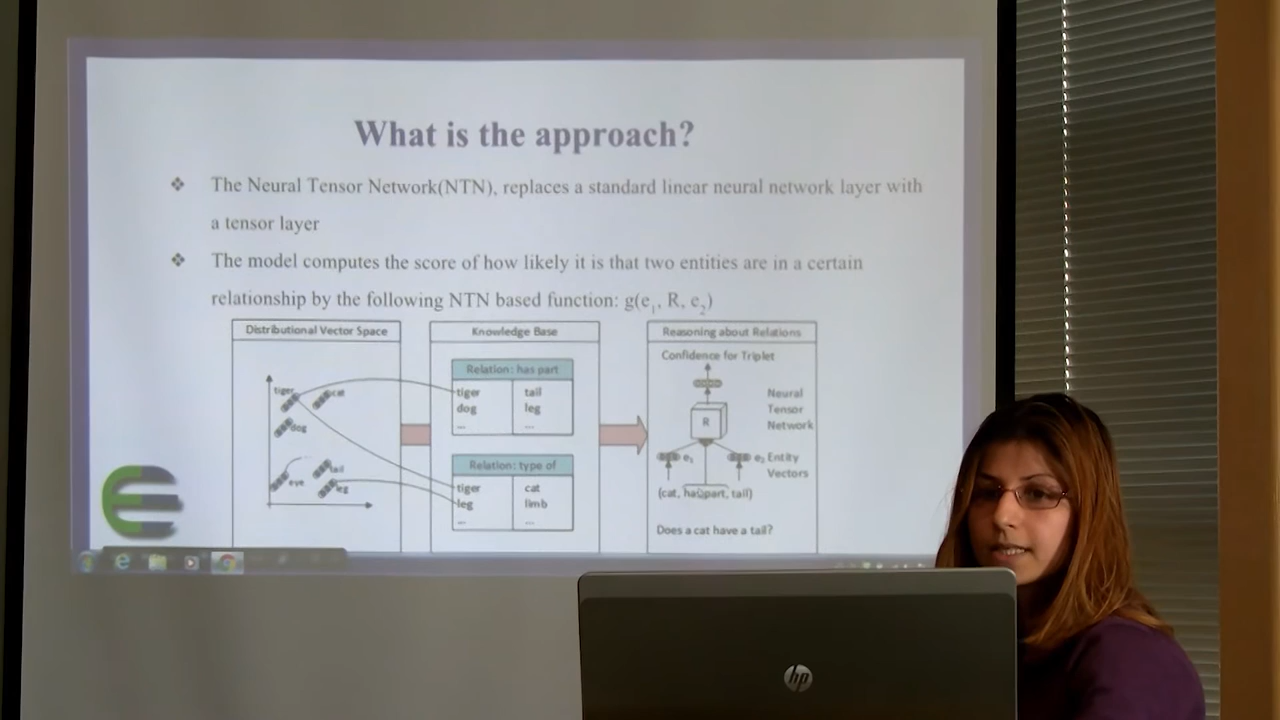 What is the approach?
❖ The Neural Tensor Network(NTN), replaces a standard linear neural network layer with
a tensor layer
❖ The model computes the score of how likely it is that two entities are in a certain
relationship by the following NTN based function: g(e₁, R, e₂)
Distributional Vector Space
tiger
cat
dog
eye
tail
leg
Knowledge Base
Relation: has part
tiger tail
dog leg
... ...
Relation: type of
tiger cat
leg limb
... ...
Reasoning about Relations
Confidence for Triplet
Neural
Tensor
Network
R
e₁
e₂ Entity
Vectors
(cat, has part, tail)
Does a cat have a tail?
hp